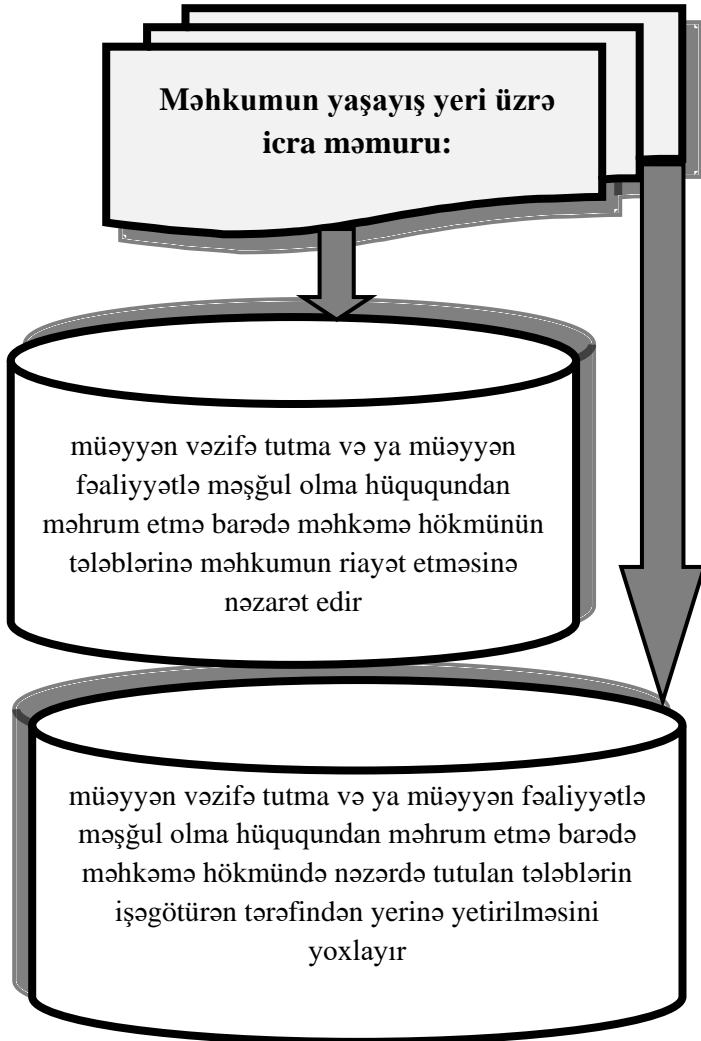 Məhkumun yaşayış yeri üzrə
icra məmuru:
müəyyən vəzifə tutma və ya müəyyən
fəaliyyətlə məşğul olma hüququndan
məhrum etmə barədə məhkəmə hökmünün
tələblərinə məhkumun riayət etməsinə
nəzarət edir
müəyyən vəzifə tutma və ya müəyyən fəaliyyətlə
məşğul olma hüququndan məhrum etmə barədə
məhkəmə hökmündə nəzərdə tutulan tələblərin
işəgötürən tərəfindən yerinə yetirilməsini
yoxlayır